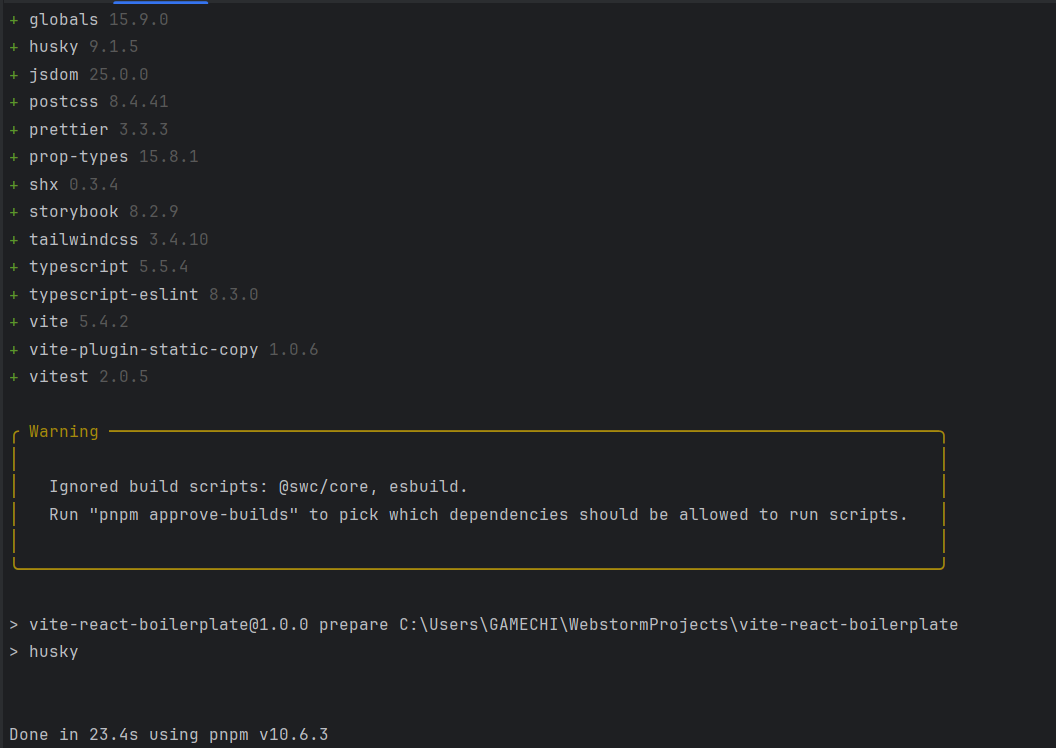 + globals 15.9.0
+ husky 9.1.5
+ jsdom 25.0.0
+ postcss 8.4.41
+ prettier 3.3.3
+ prop-types 15.8.1
+ shx 0.3.4
+ storybook 8.2.9
+ tailwindcss 3.4.10
+ typescript 5.5.4
+ typescript-eslint 8.3.0
+ vite 5.4.2
+ vite-plugin-static-copy 1.0.6
+ vitest 2.0.5
Warning
Ignored build scripts: @swc/core, esbuild.
Run "pnpm approve-builds" to pick which dependencies should be allowed to run scripts.
> vite-react-boilerplate@1.0.0 prepare C:\Users\GAMECHI\WebstormProjects\vite-react-boilerplate
> husky
Done in 23.4s using pnpm v10.6.3